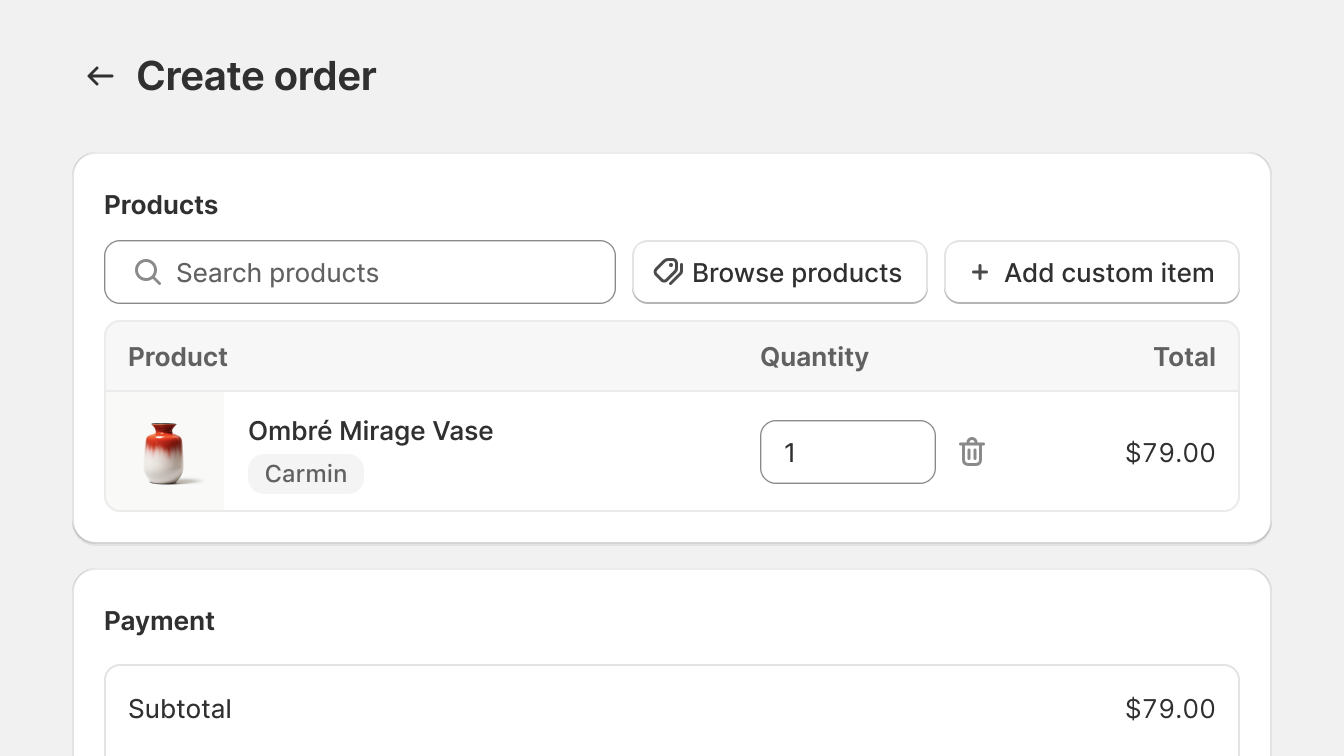 Create order
Products
Search products
Browse products
+ Add custom item
Product Quantity Total
Ombré Mirage Vase
Carmin
1
$79.00
Payment
Subtotal $79.00